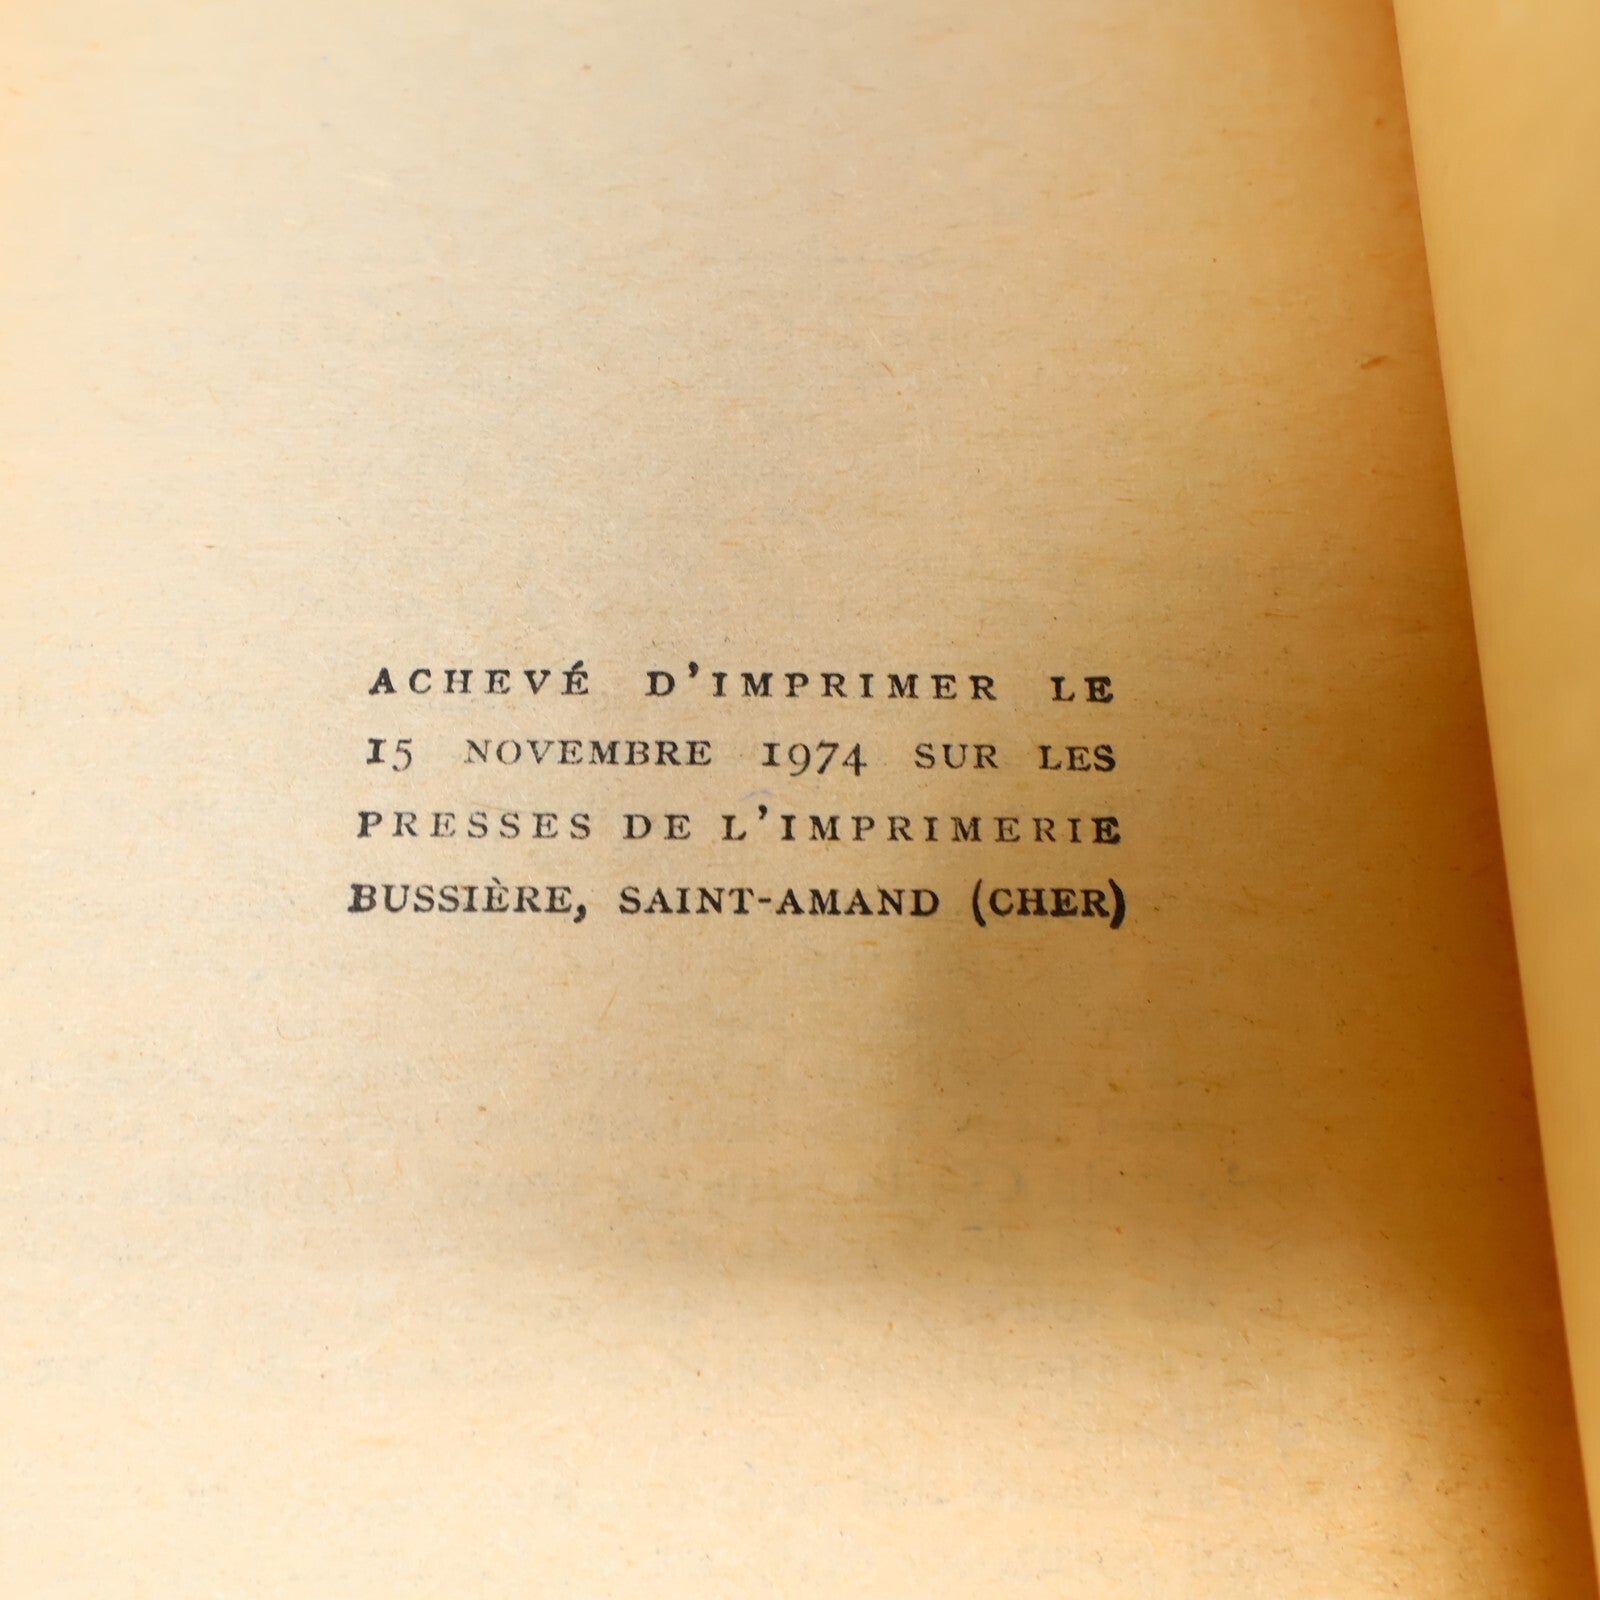 ACHEVÉ D'IMPRIMER LE
15 NOVEMBRE 1974 SUR LES
PRESSES DE L'IMPRIMERIE
BUSSIÈRE, SAINT-AMAND (CHER)